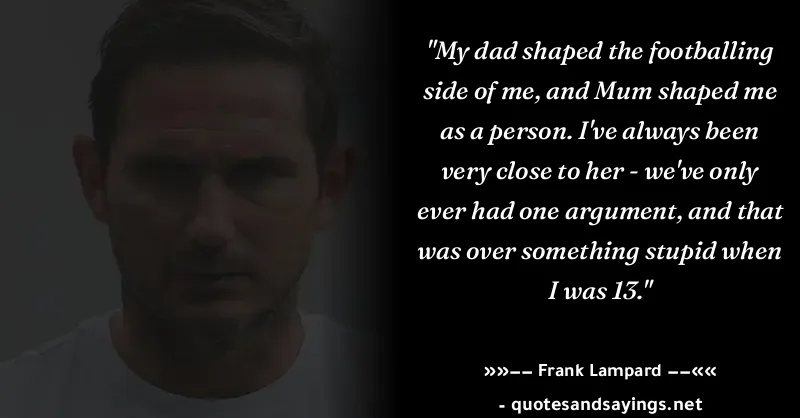 "My dad shaped the footballing
side of me, and Mum shaped me
as a person. I've always been
very close to her - we've only
ever had one argument, and that
was over something stupid when
I was 13."
»»−− Frank Lampard −−««
- quotesandsayings.net